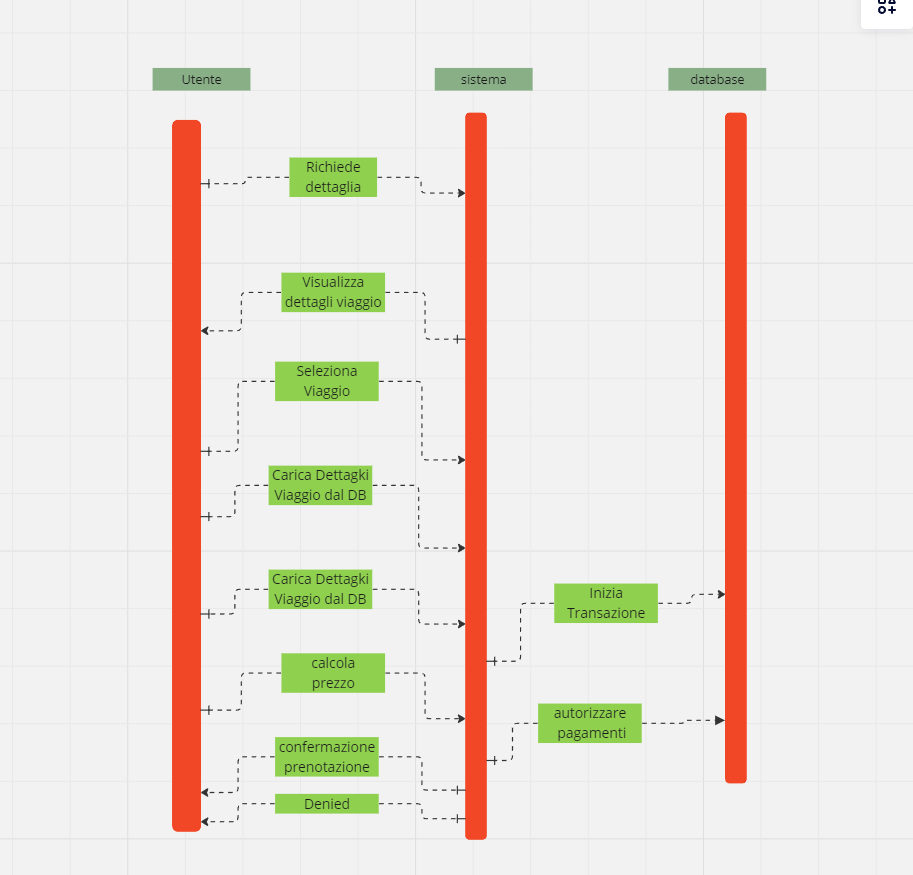 Utente
sistema
database
Richiede
dettaglia
Visualizza
dettagli viaggio
Seleziona
Viaggio
Carica Dettagki
Viaggio dal DB
Carica Dettagki
Viaggio dal DB
Inizia
Transazione
calcola
prezzo
autorizzare
pagamenti
confermazione
prenotazione
Denied